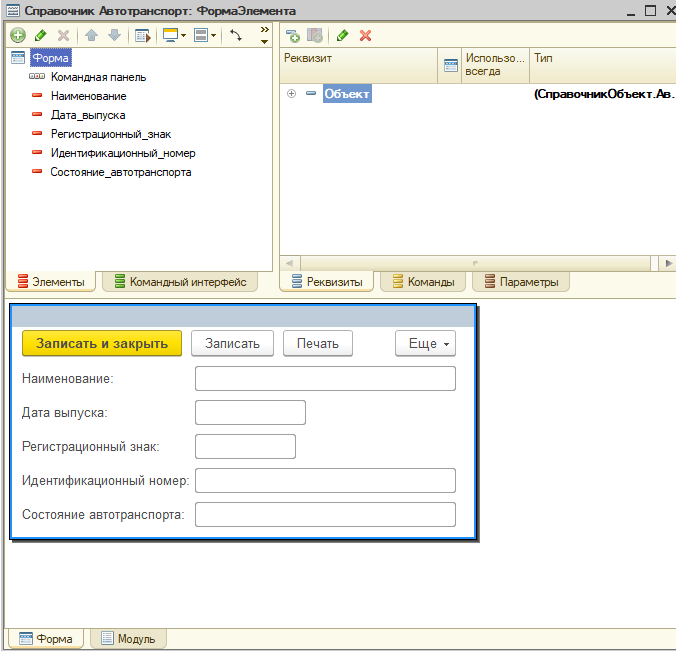 Справочник Автотранспорт: ФормаЭлемента
Форма
Командная панель
Наименование
Дата_выпуска
Регистрационный_знак
Идентификационный_номер
Состояние_автотранспорта
Элементы
Командный интерфейс
Реквизит
Использо...
всегда
Тип
Объект
(СправочникОбъект.Ав.
Реквизиты
Команды
Параметры
Записать и закрыть
Записать
Печать
Еще
Наименование:
Дата выпуска:
Регистрационный знак:
Идентификационный номер:
Состояние автотранспорта:
Форма
Модуль